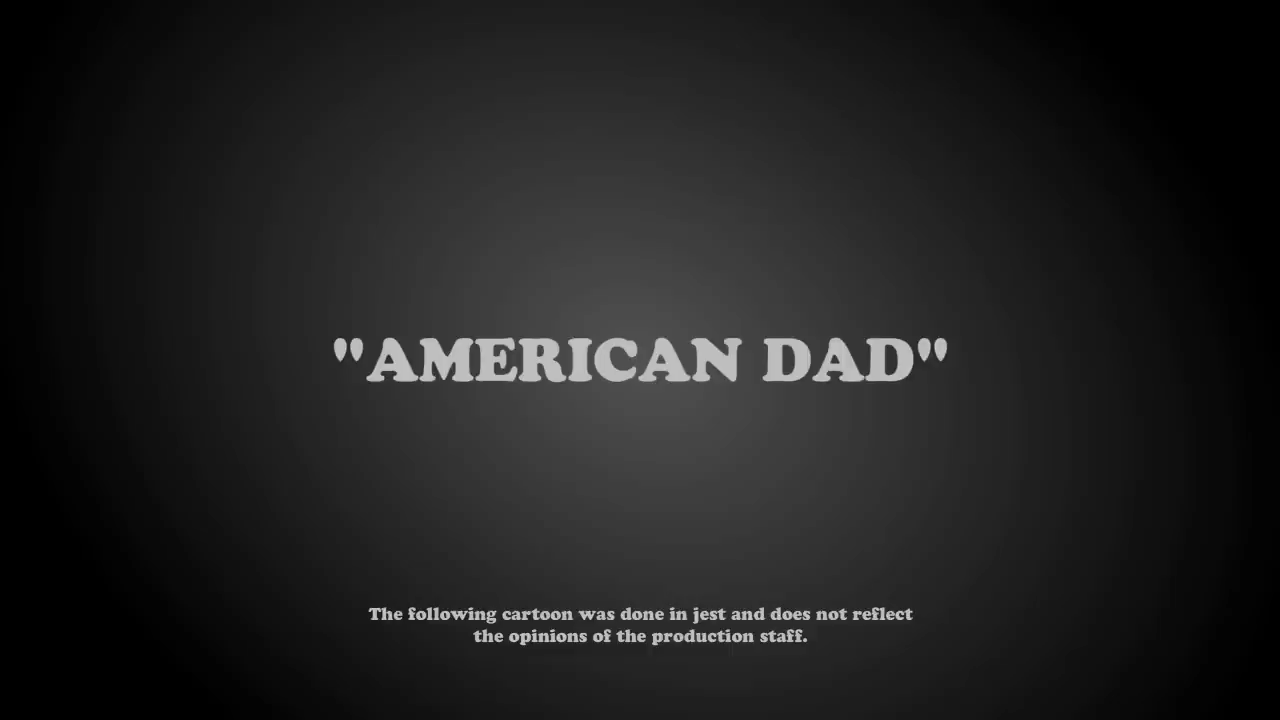 "AMERICAN DAD"
The following cartoon was done in jest and does not reflect
the opinions of the production staff.